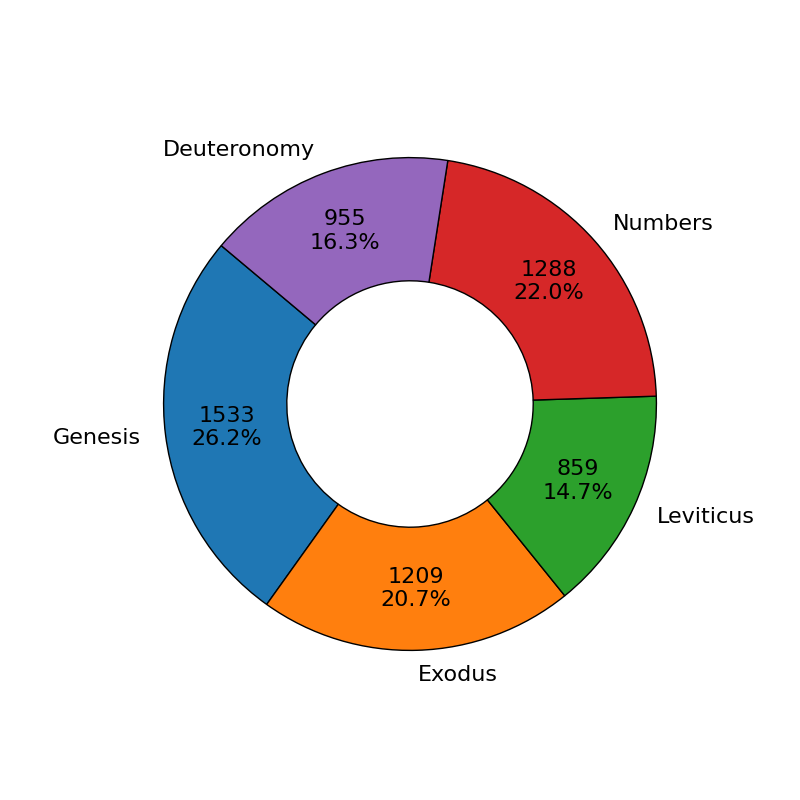 Deuteronomy
955
16.3%
Numbers
1288
22.0%
Genesis
1533
26.2%
859
14.7%
Leviticus
1209
20.7%
Exodus